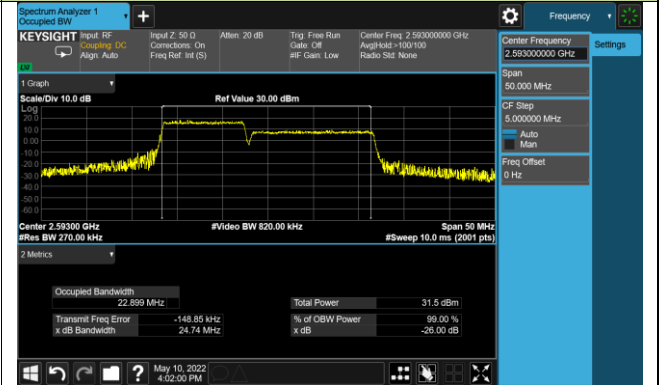 Spectrum Analyzer 1
Occupied BW
Frequency
KEYSIGHT
Input: RF
Coupling: DC
Align: Auto
Input Z: 50 Ω
Corrections: On
Freq Ref: Int (S)
Atten: 20 dB
Trig: Free Run
Gate: Off
#IF Gain: Low
Center Freq: 2.593000000 GHz
Avg|Hold:>100/100
Radio Std: None
Center Frequency
2.593000000 GHz
Settings
Span
50.000 MHz
CF Step
5.000000 MHz
Auto
Man
Freq Offset
0 Hz
1 Graph
Scale/Div 10.0 dB
Ref Value 30.00 dBm
Log
20.0
10.0
0.00
-10.0
-20.0
-30.0
-40.0
-50.0
-60.0
Center 2.59300 GHz
#Video BW 820.00 kHz
Span 50 MHz
#Res BW 270.00 kHz
#Sweep 10.0 ms (2001 pts)
2 Metrics
Occupied Bandwidth
22.899 MHz
Total Power
31.5 dBm
Transmit Freq Error
-148.85 kHz
% of OBW Power
99.00 %
x dB Bandwidth
24.74 MHz
x dB
-26.00 dB
May 10, 2022
4:02:00 PM